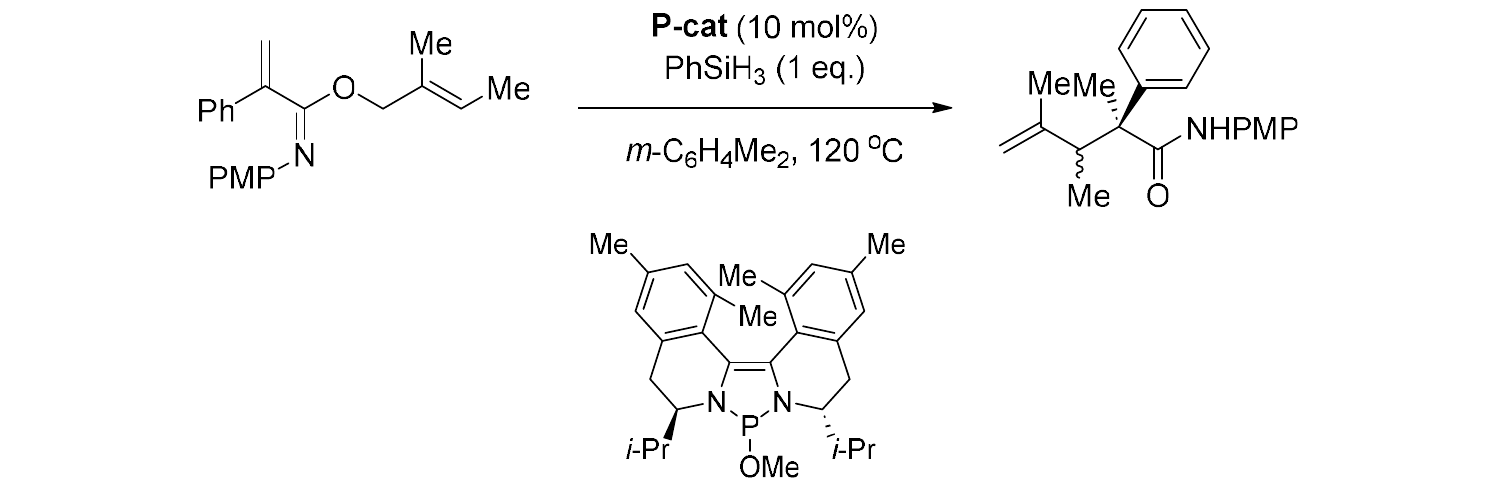 P-cat (10 mol%)
PhSiH₃ (1 eq.)
m-C₆H₄Me₂, 120 ºC
Me
O
Me
Ph
N
PMP
Me
Me
NHPMP
Me
O
Me
Me
Me
Me
N
N
P
i-Pr
i-Pr
OMe